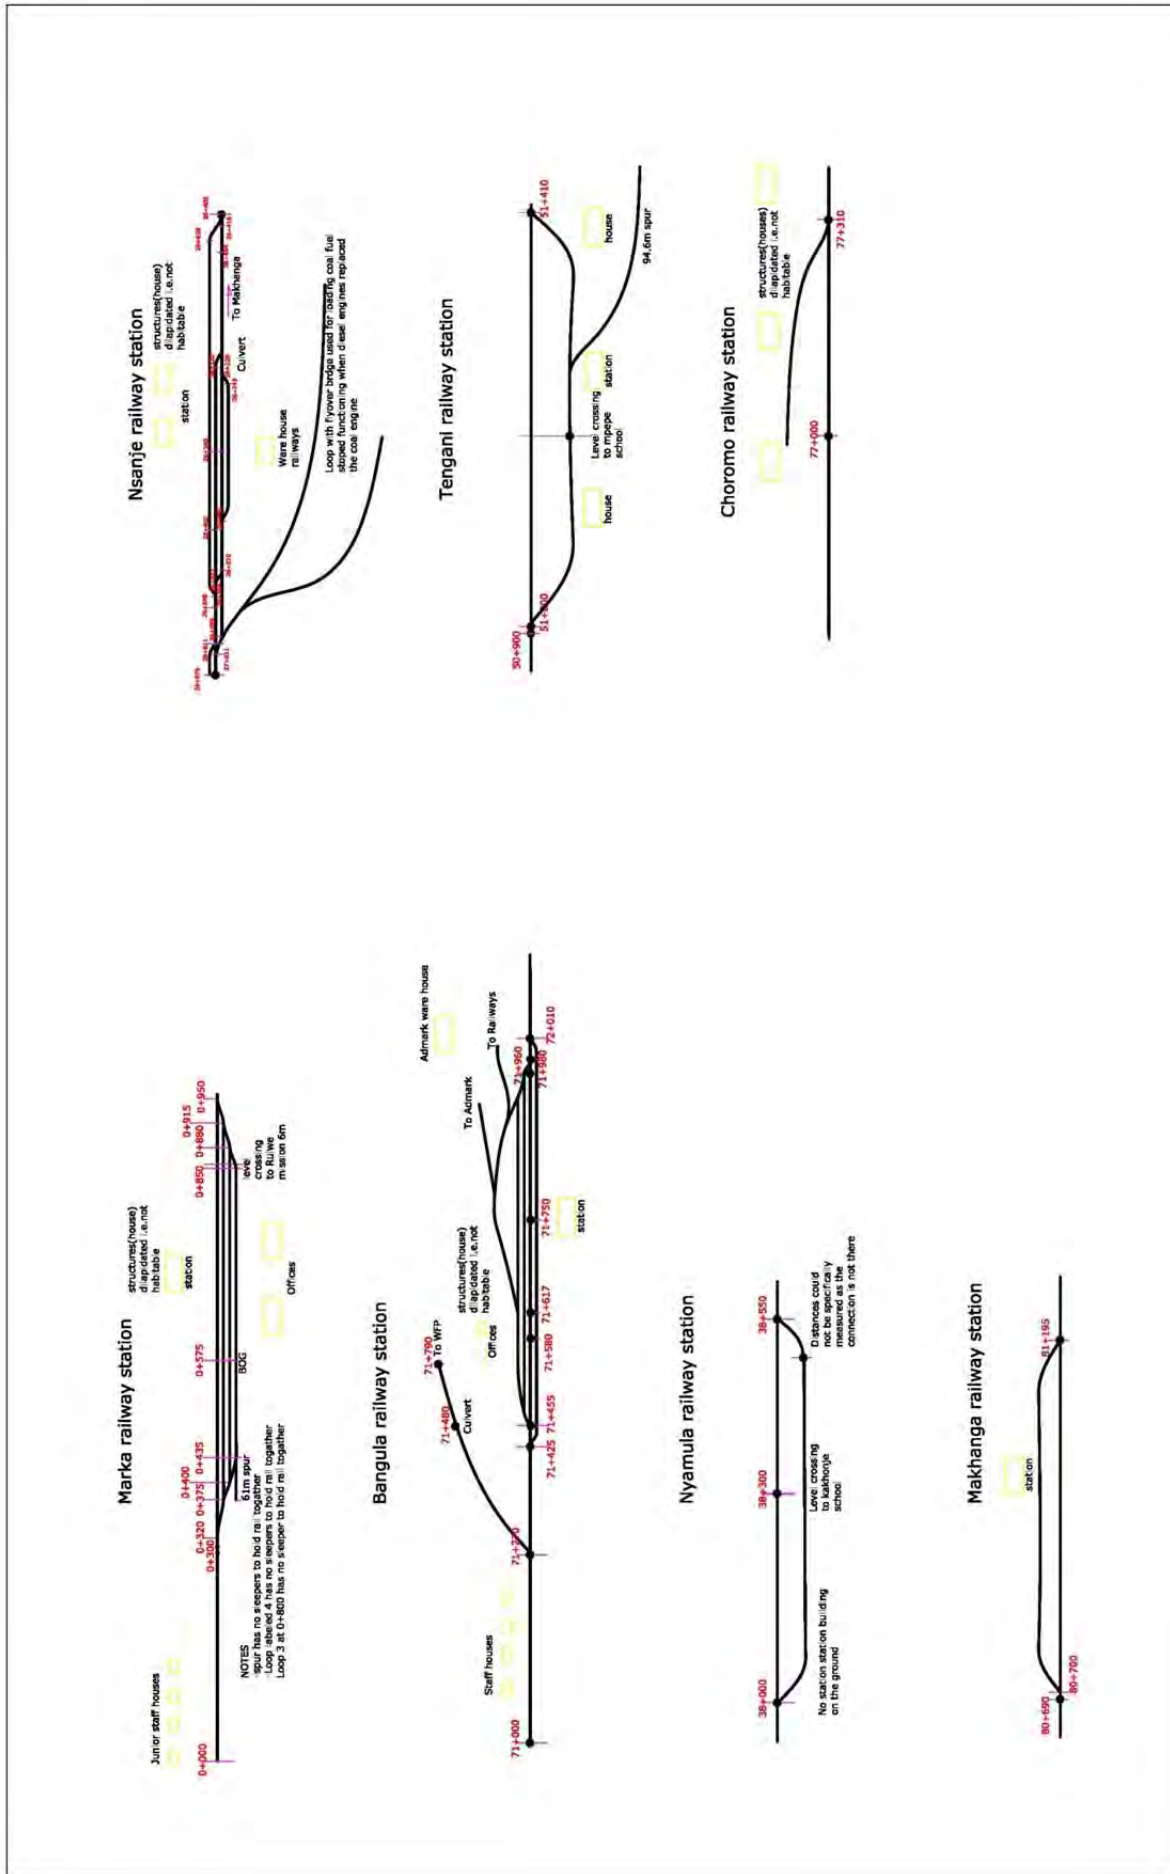 Marka railway station
Junior staff houses
structures(house)
dilapidated i.e.not
habitable
station
0+000
0+300
0+320
0+375
0+400
0+435
0+575
0+850
0+880
0+915
0+950
61m spur
BOG
level
crossing
to Ruiwe
mission 6m
Offices
NOTES
-spur has no sleepers to hold rail together
-Loop labeled 4 has no sleepers to hold rail together
Loop 3 at 0+800 has no sleeper to hold rail together
Nsanje railway station
structures(house)
dilapidated i.e.not
habitable
station
To Makhanga
Culvert
Ware house
railways
Loop with flyover brdge used for loading coal fuel
stoped functioning when diesel engines replaced
the coal engine
Bangula railway station
Admark ware house
To Railways
To Admark
structures(house)
dilapidated i.e.not
habitable
Offices
71+790
To WFP
71+480
Culvert
Staff houses
71+000
71+425
71+455
71+580
71+617
71+750
71+960
71+980
72+010
station
Tengani railway station
50+900
51+410
house
Level crossing
to mpepe
school
station
house
94.6m spur
Nyamula railway station
38+000
38+300
38+550
No station station building
on the ground
Level crossing
to kakhonje
school
Distances could
not be specifically
measured as the
connection is not there
Choromo railway station
structures(houses)
dilapidated i.e.not
habitable
77+000
77+310
Makhanga railway station
station
80+690
80+700
81+195